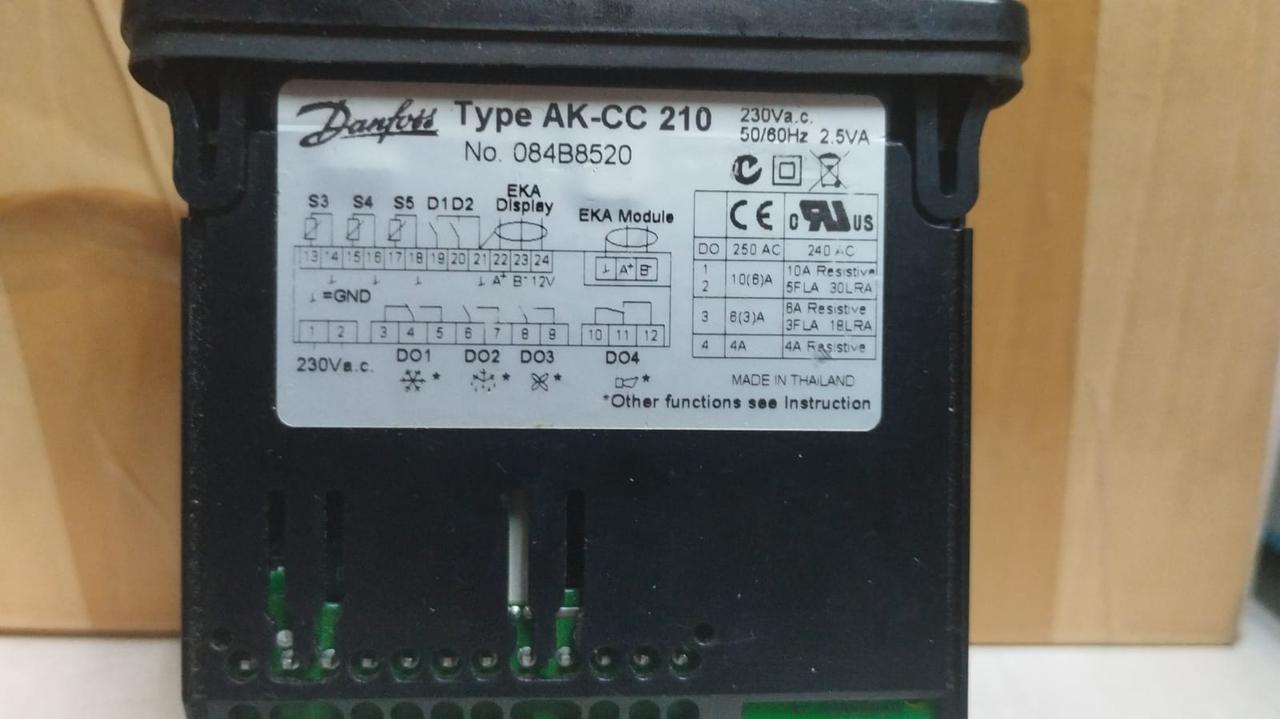 Danfoss Type AK-CC 210
No. 084B8520
230Va.c.
50/60Hz 2.5VA
S3 S4 S5 D1 D2 EKA Display
EKA Module
13 14 15 16 17 18 19 20 21 22 23 24
⊥ A+ B-
⊥ ⊥ ⊥ ⊥ A+ B- 12V
⊥ =GND
1 2 3 4 5 6 7 8 9 10 11 12
230Va.c. DO1 DO2 DO3 DO4
* * * *
CE c RU US
DO 250 AC 240 AC
1 2 10(6)A 10A Resistive
5FLA 30LRA
3 6(3)A 6A Resistive
3FLA 18LRA
4 4A 4A Resistive
MADE IN THAILAND
*Other functions see Instruction